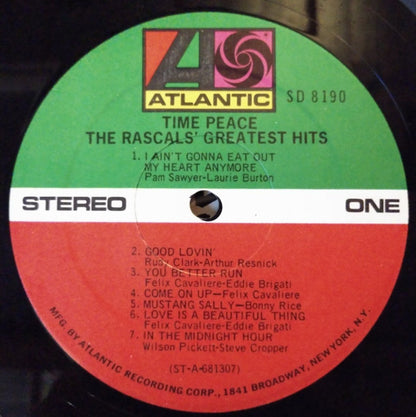 ATLANTIC
SD 8190
TIME PEACE
THE RASCALS' GREATEST HITS
1. I AIN'T GONNA EAT OUT
MY HEART ANYMORE
Pam Sawyer-Laurie Burton
STEREO ONE
2. GOOD LOVIN'
Rudy Clark-Arthur Resnick
3. YOU BETTER RUN
Felix Cavaliere-Eddie Brigati
4. COME ON UP-Felix Cavaliere
5. MUSTANG SALLY-Bonny Rice
6. LOVE IS A BEAUTIFUL THING
Felix Cavaliere-Eddie Brigati
7. IN THE MIDNIGHT HOUR
Wilson Pickett-Steve Cropper
(ST-A-681307)
MFG. BY ATLANTIC RECORDING CORP., 1841 BROADWAY, NEW YORK, N.Y.